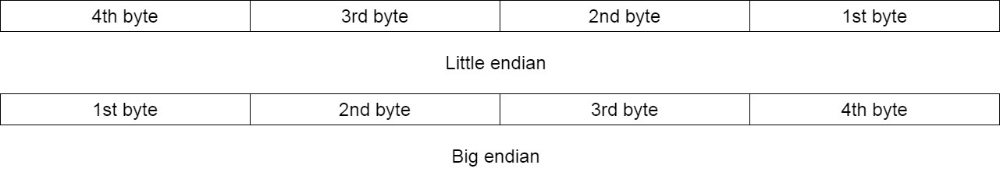 4th byte 3rd byte 2nd byte 1st byte
Little endian
1st byte 2nd byte 3rd byte 4th byte
Big endian